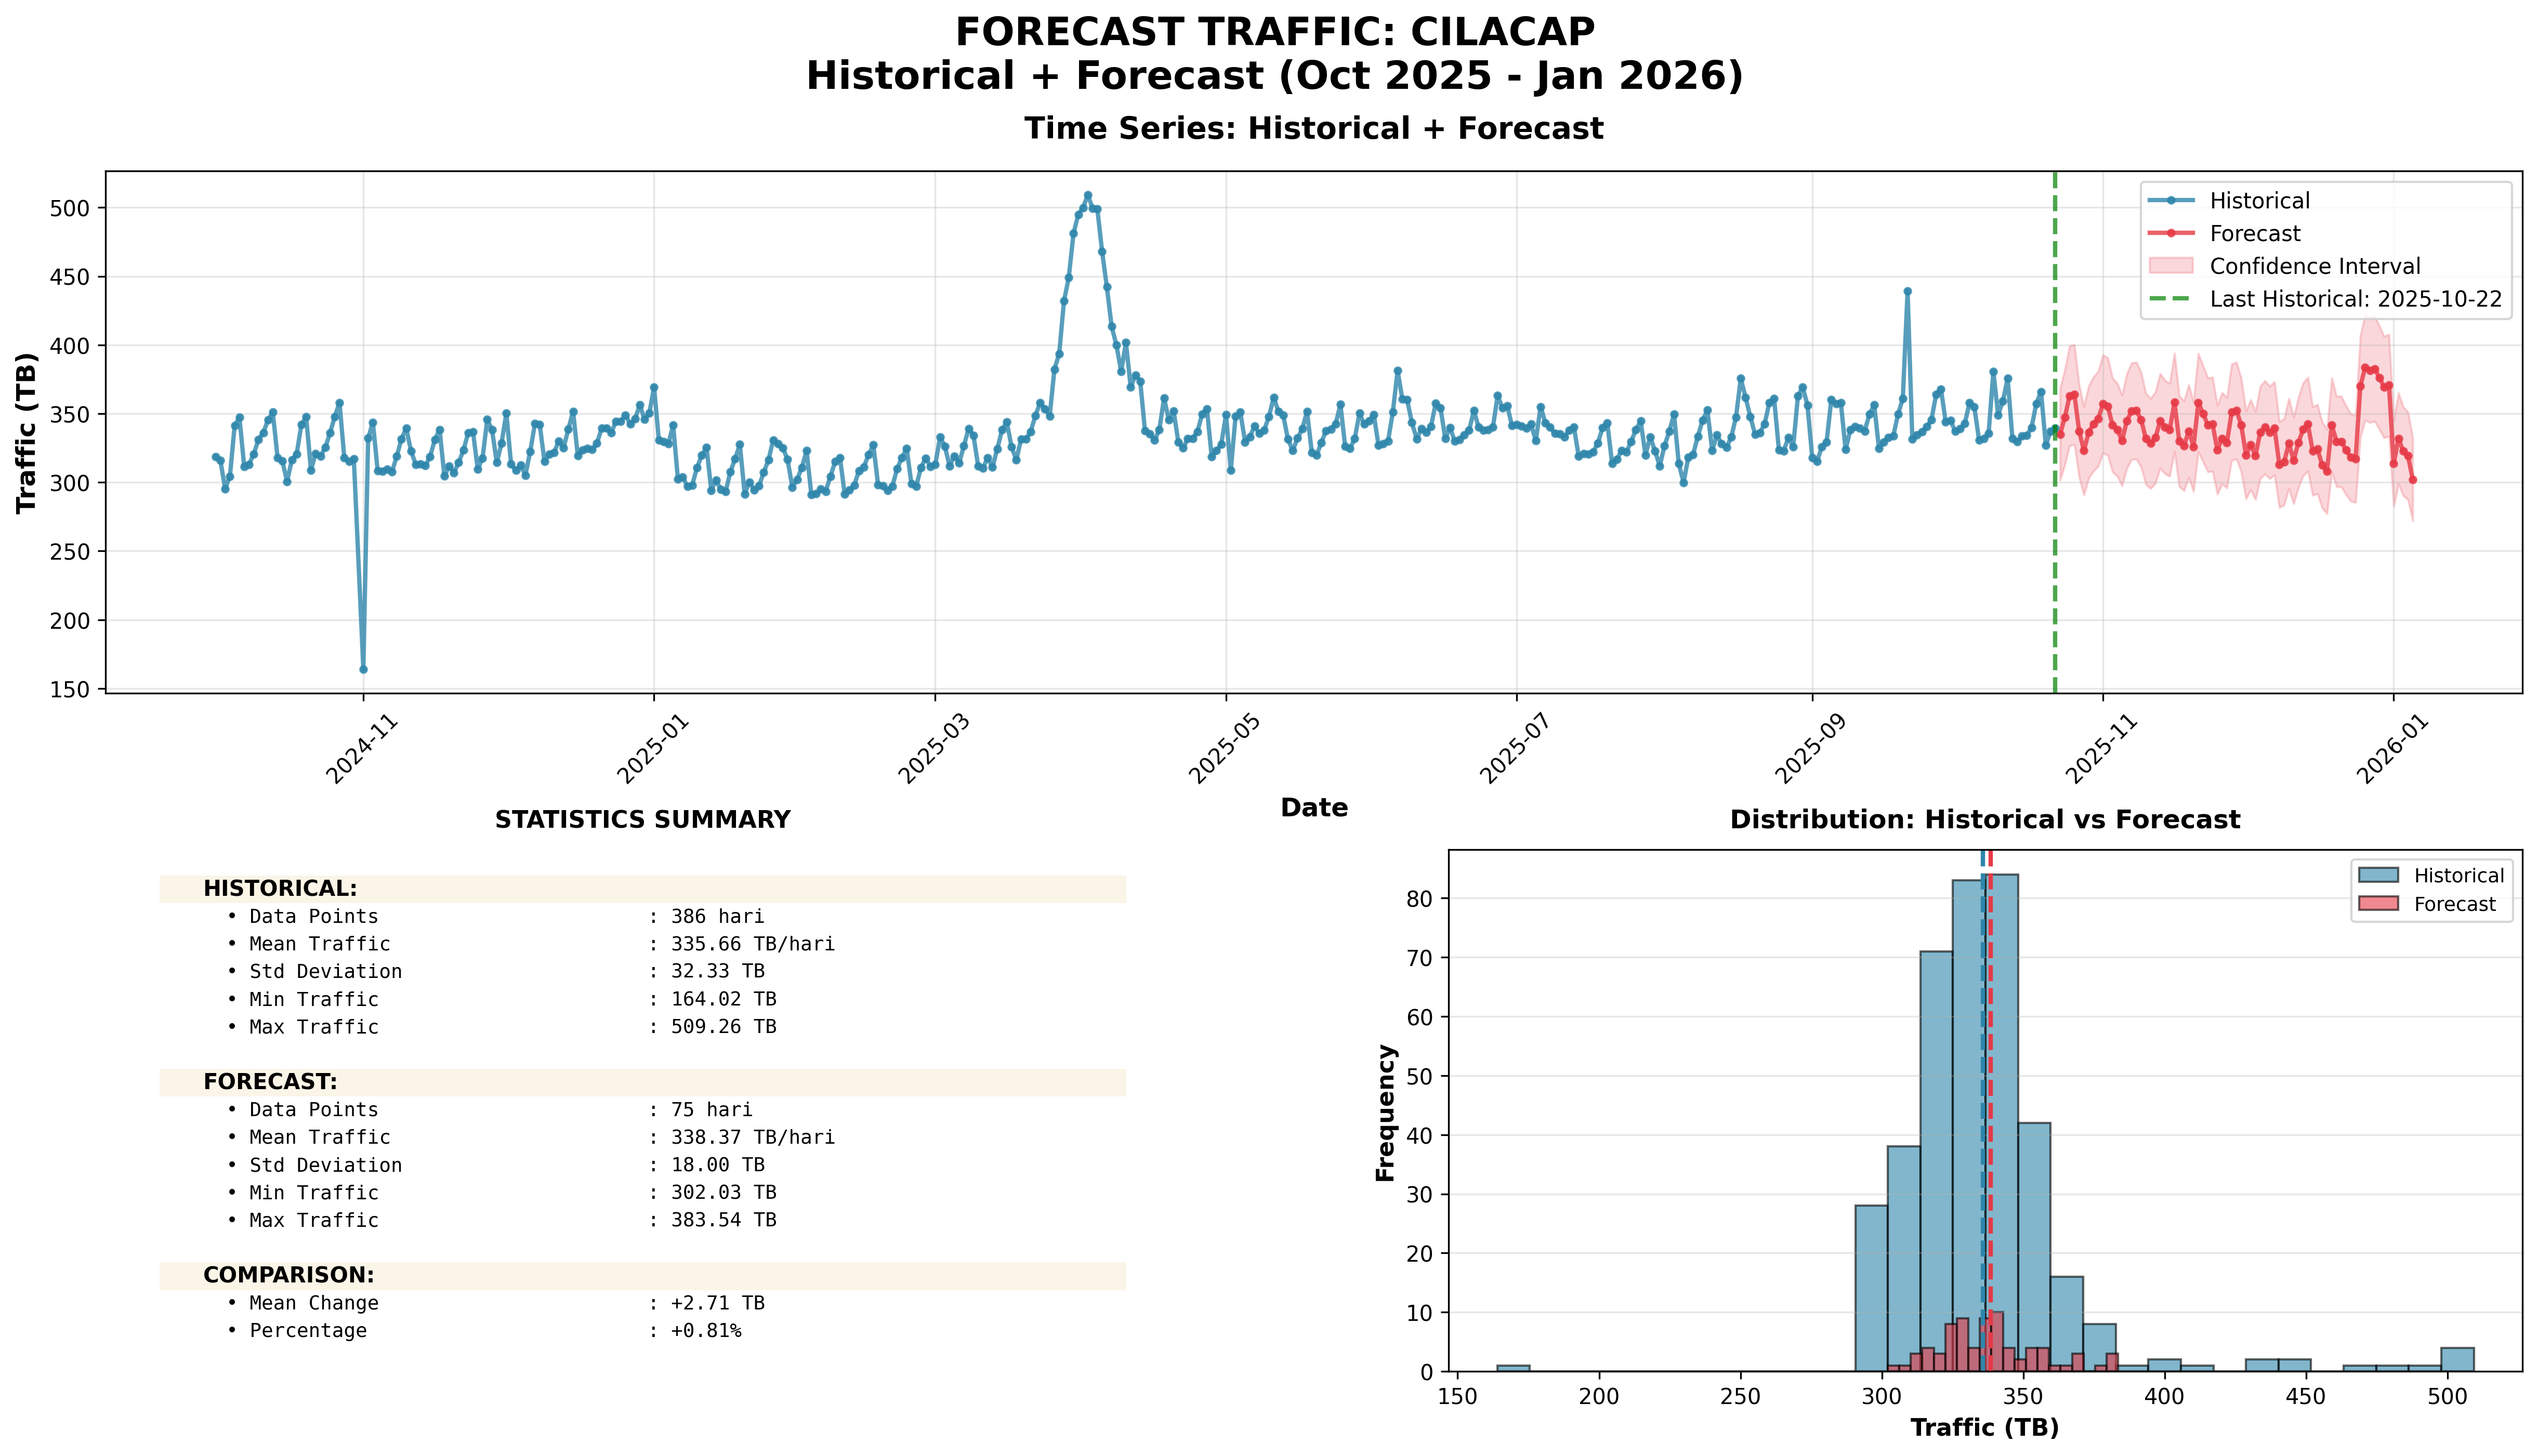 FORECAST TRAFFIC: CILACAP
Historical + Forecast (Oct 2025 - Jan 2026)
Time Series: Historical + Forecast
Traffic (TB)
500
450
400
350
300
250
200
150
Historical
Forecast
Confidence Interval
Last Historical: 2025-10-22
2024-11
2025-01
2025-03
2025-05
2025-07
2025-09
2025-11
2026-01
Date
STATISTICS SUMMARY
HISTORICAL:
• Data Points : 386 hari
• Mean Traffic : 335.66 TB/hari
• Std Deviation : 32.33 TB
• Min Traffic : 164.02 TB
• Max Traffic : 509.26 TB
FORECAST:
• Data Points : 75 hari
• Mean Traffic : 338.37 TB/hari
• Std Deviation : 18.00 TB
• Min Traffic : 302.03 TB
• Max Traffic : 383.54 TB
COMPARISON:
• Mean Change : +2.71 TB
• Percentage : +0.81%
Distribution: Historical vs Forecast
Frequency
80
70
60
50
40
30
20
10
0
Historical
Forecast
150
200
250
300
350
400
450
500
Traffic (TB)